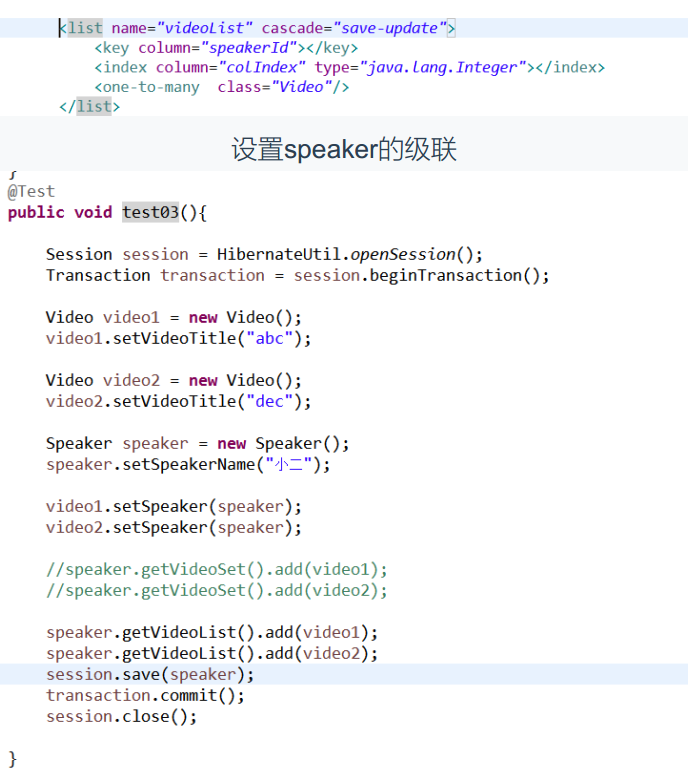 <list name="videoList" cascade="save-update">
<key column="speakerId"></key>
<index column="colIndex" type="java.lang.Integer"></index>
<one-to-many  class="Video"/>
</list>
设置speaker的级联
}
@Test
public void test03(){
Session session = HibernateUtil.openSession();
Transaction transaction = session.beginTransaction();
Video video1 = new Video();
video1.setVideoTitle("abc");
Video video2 = new Video();
video2.setVideoTitle("dec");
Speaker speaker = new Speaker();
speaker.setSpeakerName("小二");
video1.setSpeaker(speaker);
video2.setSpeaker(speaker);
//speaker.getVideoSet().add(video1);
//speaker.getVideoSet().add(video2);
speaker.getVideoList().add(video1);
speaker.getVideoList().add(video2);
session.save(speaker);
transaction.commit();
session.close();
}